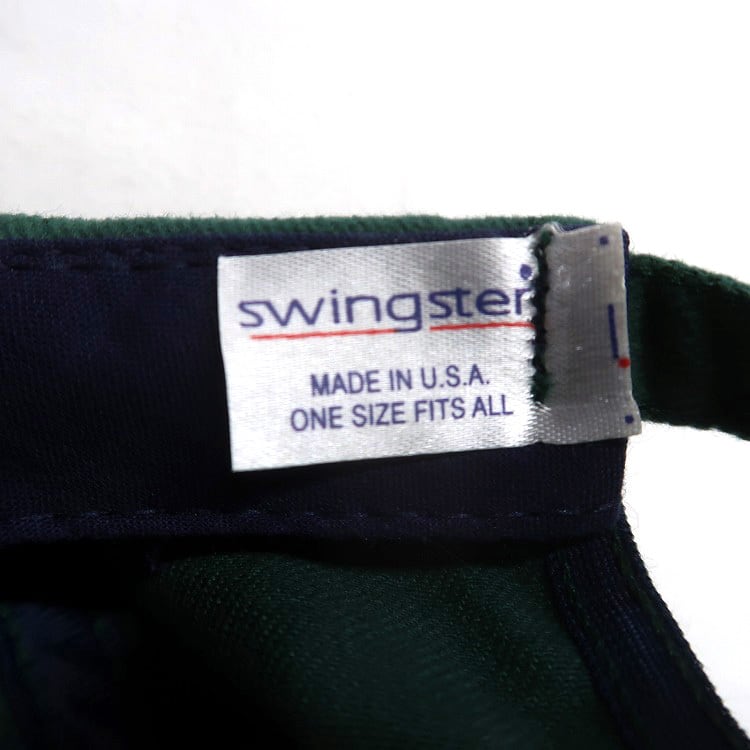 swingster
MADE IN U.S.A.
ONE SIZE FITS ALL